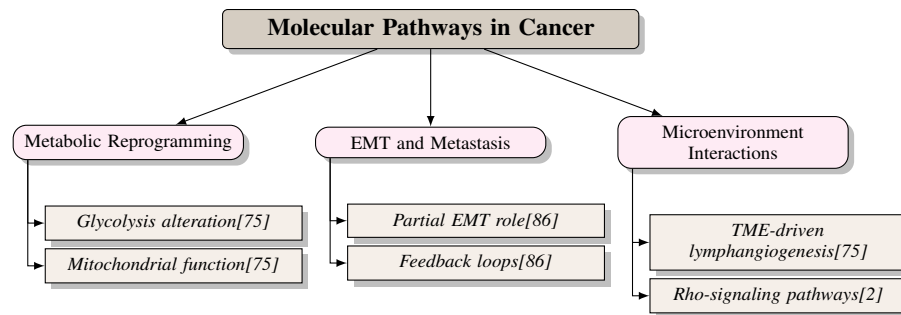 Molecular Pathways in Cancer
Metabolic Reprogramming
Glycolysis alteration[75]
Mitochondrial function[75]
EMT and Metastasis
Partial EMT role[86]
Feedback loops[86]
Microenvironment
Interactions
TME-driven
lymphangiogenesis[75]
Rho-signaling pathways[2]